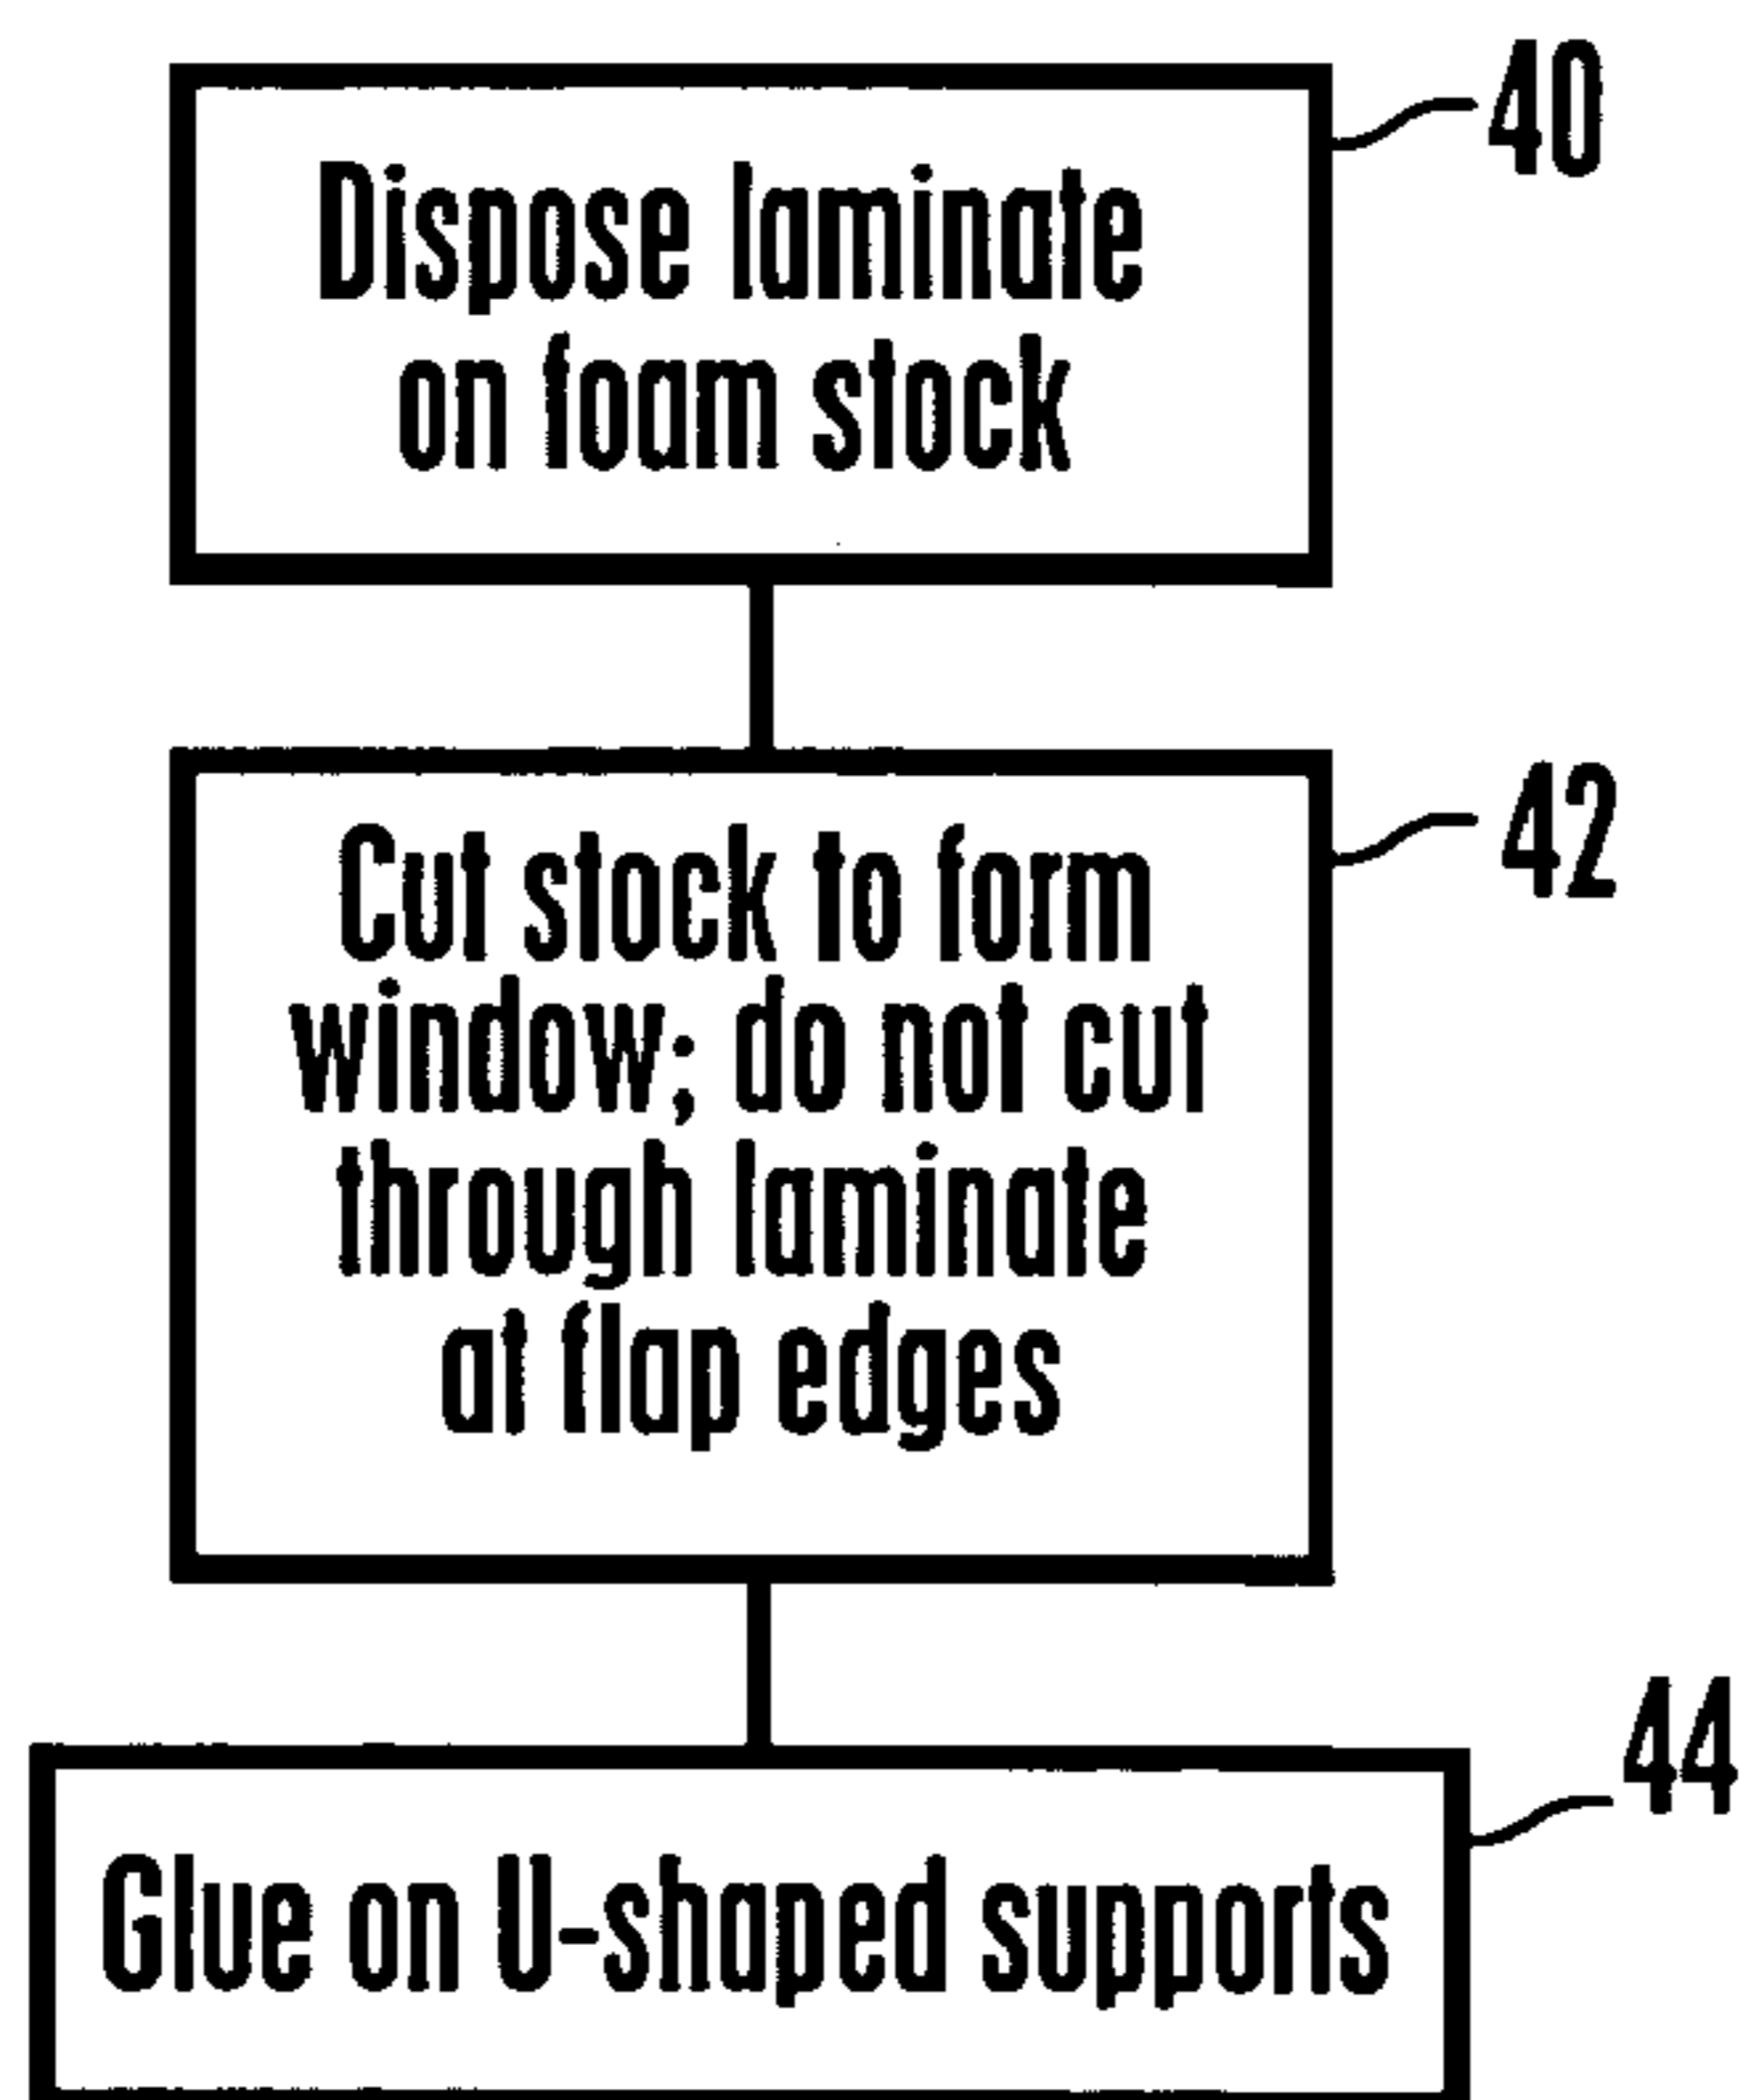 40
Dispose laminate
on foam stock
42
Cut stock to form
window; do not cut
through laminate
at flap edges
44
Glue on U-shaped supports